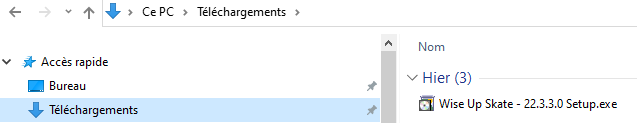 Ce PC > Téléchargements >
Nom
Accès rapide
Hier (3)
Bureau
Téléchargements
Wise Up Skate - 22.3.3.0 Setup.exe